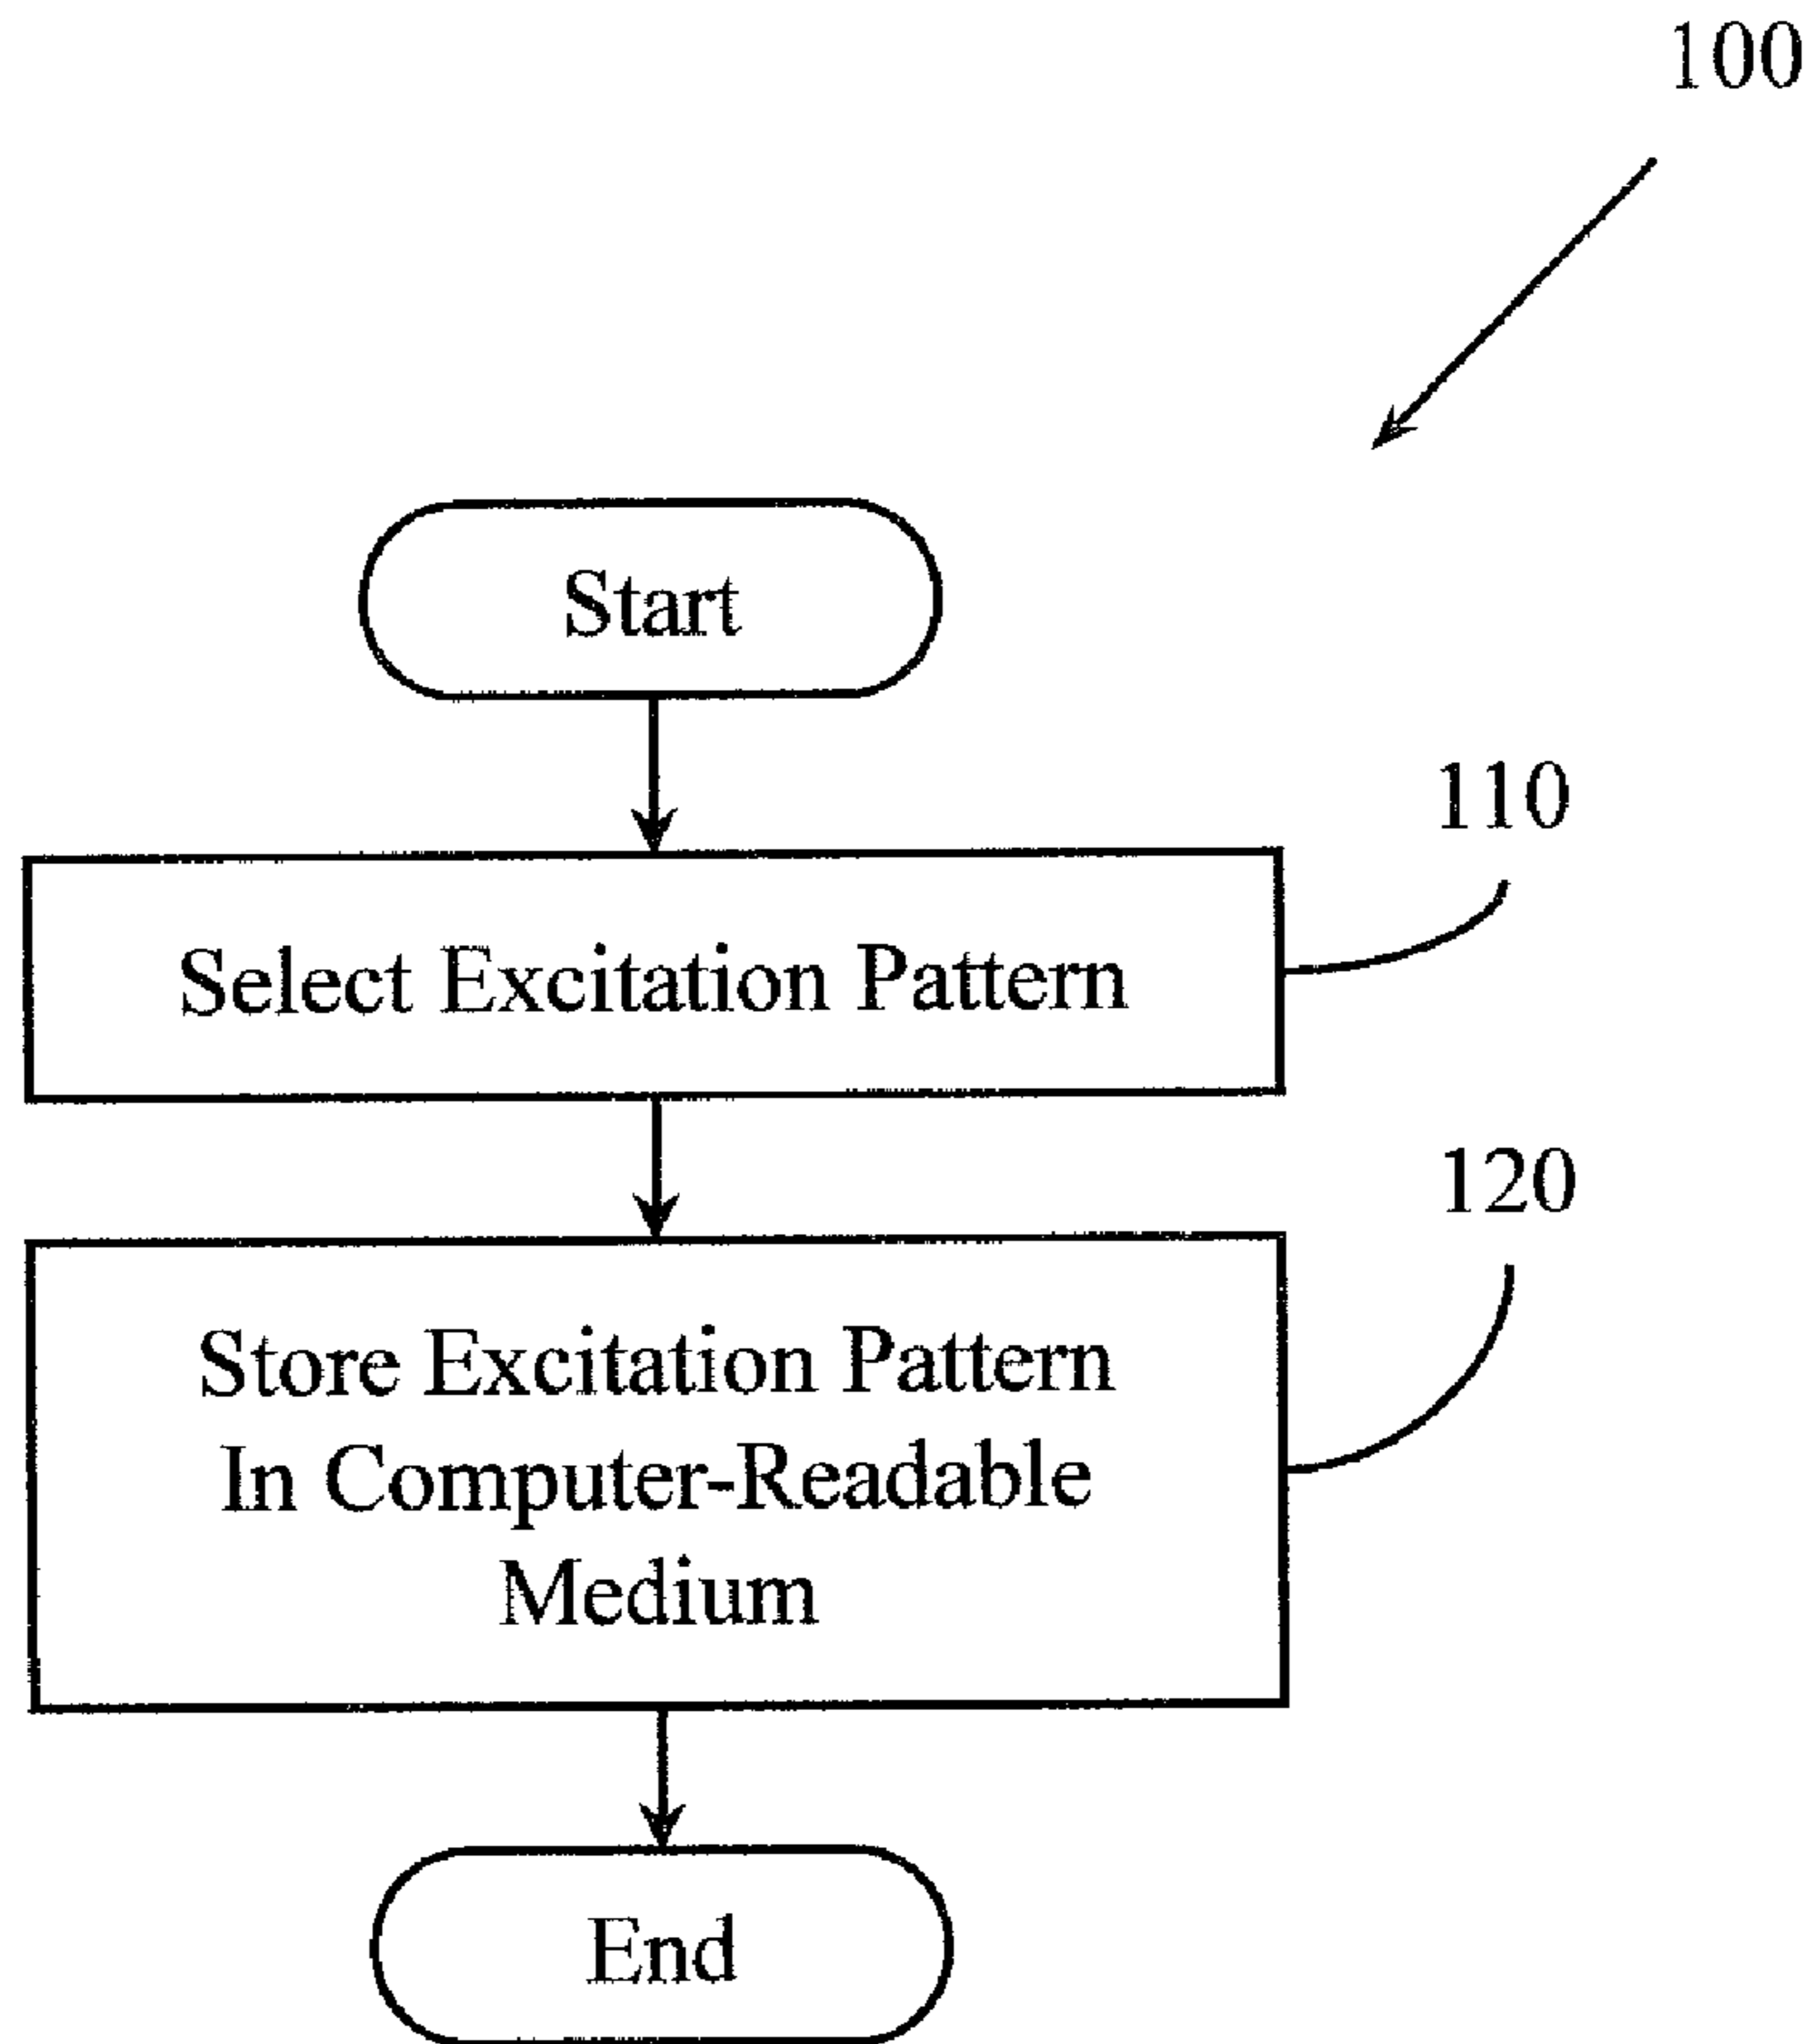 100
Start
110
Select Excitation Pattern
120
Store Excitation Pattern
In Computer-Readable
Medium
End